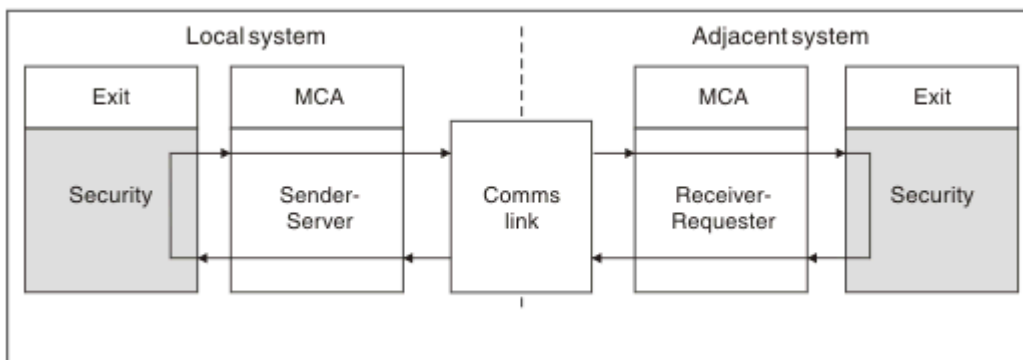 Local system
Adjacent system
Exit
MCA
MCA
Exit
Security
Sender-
Server
Comms
link
Receiver-
Requester
Security